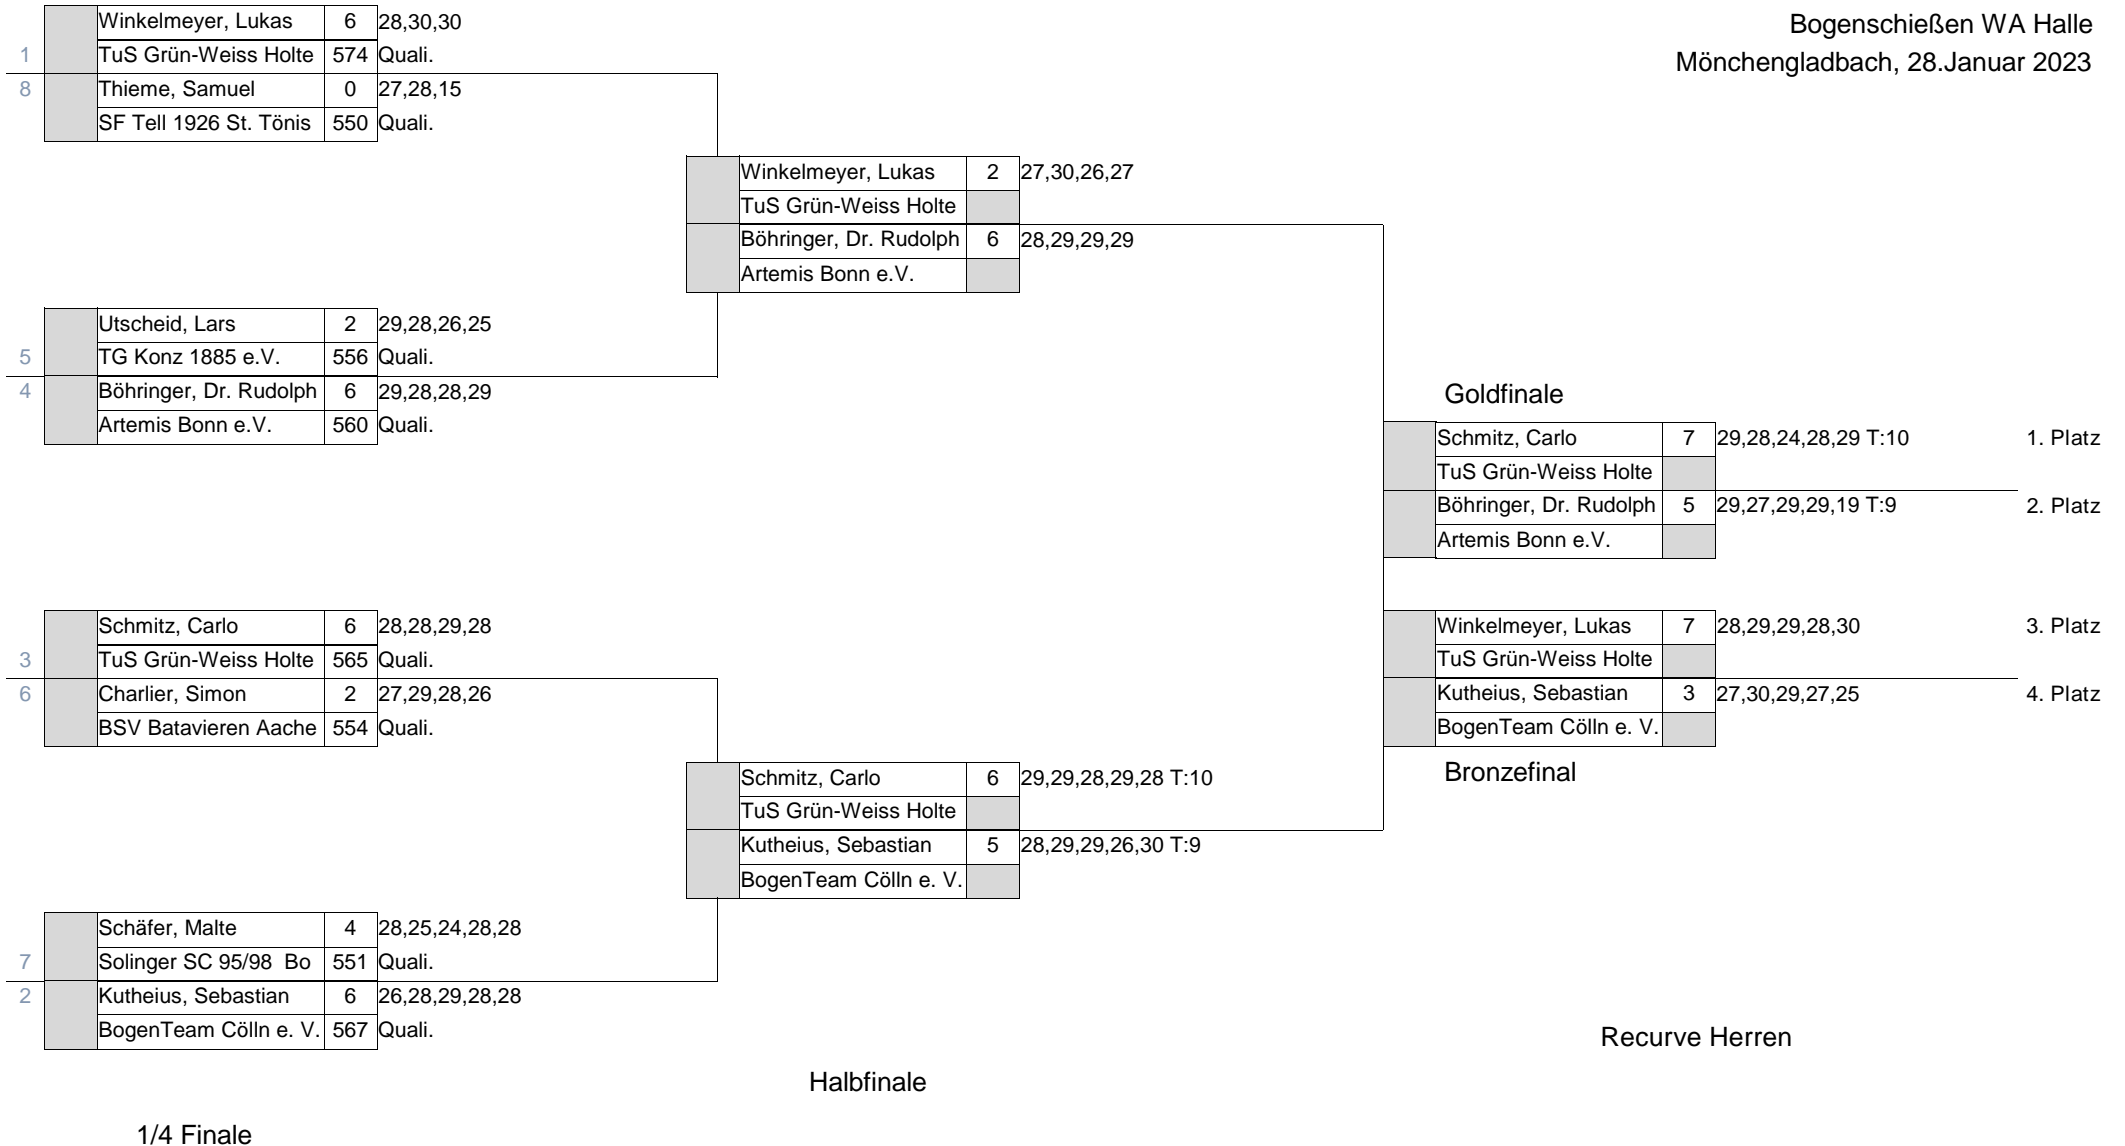 Bogenschießen WA Halle
Mönchengladbach, 28.Januar 2023
Winkelmeyer, Lukas 6 28,30,30
1 TuS Grün-Weiss Holte 574 Quali.
8 Thieme, Samuel 0 27,28,15
SF Tell 1926 St. Tönis 550 Quali.
Utscheid, Lars 2 29,28,26,25
5 TG Konz 1885 e.V. 556 Quali.
4 Böhringer, Dr. Rudolph 6 29,28,28,29
Artemis Bonn e.V. 560 Quali.
Schmitz, Carlo 6 28,28,29,28
3 TuS Grün-Weiss Holte 565 Quali.
6 Charlier, Simon 2 27,29,28,26
BSV Batavieren Aache 554 Quali.
Schäfer, Malte 4 28,25,24,28,28
7 Solinger SC 95/98 Bo 551 Quali.
2 Kutheius, Sebastian 6 26,28,29,28,28
BogenTeam Cölln e. V. 567 Quali.
1/4 Finale
Winkelmeyer, Lukas 2 27,30,26,27
TuS Grün-Weiss Holte
Böhringer, Dr. Rudolph 6 28,29,29,29
Artemis Bonn e.V.
Schmitz, Carlo 6 29,29,28,29,28 T:10
TuS Grün-Weiss Holte
Kutheius, Sebastian 5 28,29,29,26,30 T:9
BogenTeam Cölln e. V.
Halbfinale
Goldfinale
Schmitz, Carlo 7 29,28,24,28,29 T:10 1. Platz
TuS Grün-Weiss Holte
Böhringer, Dr. Rudolph 5 29,27,29,29,19 T:9 2. Platz
Artemis Bonn e.V.
Winkelmeyer, Lukas 7 28,29,29,28,30 3. Platz
TuS Grün-Weiss Holte
Kutheius, Sebastian 3 27,30,29,27,25 4. Platz
BogenTeam Cölln e. V.
Bronzefinal
Recurve Herren